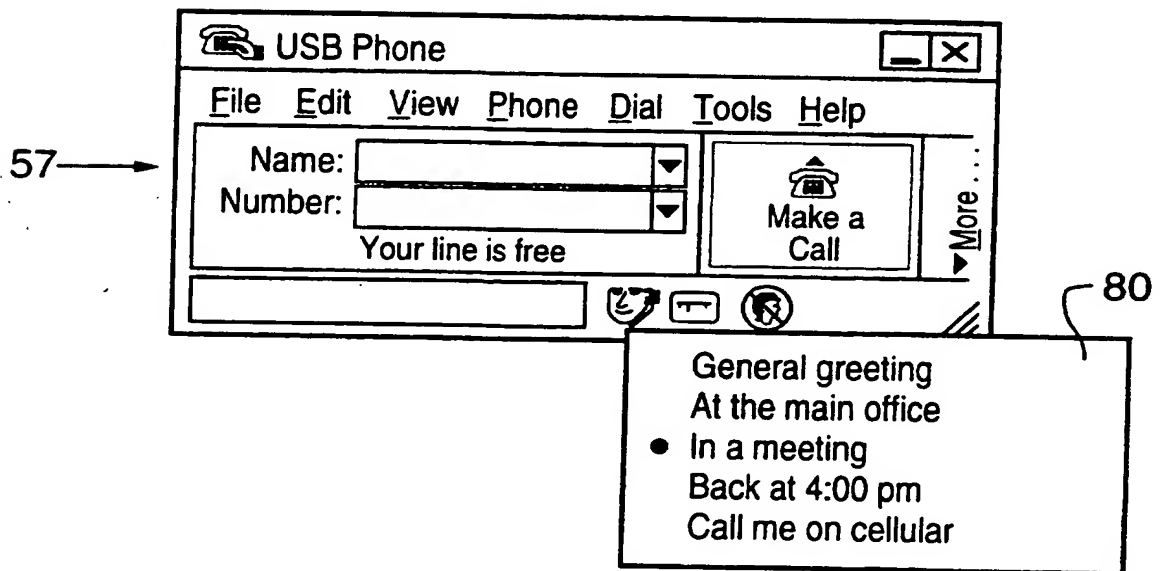 USB Phone
File Edit View Phone Dial Tools Help
57
Name:
Number:
Your line is free
Make a
Call
More...
80
General greeting
At the main office
In a meeting
Back at 4:00 pm
Call me on cellular